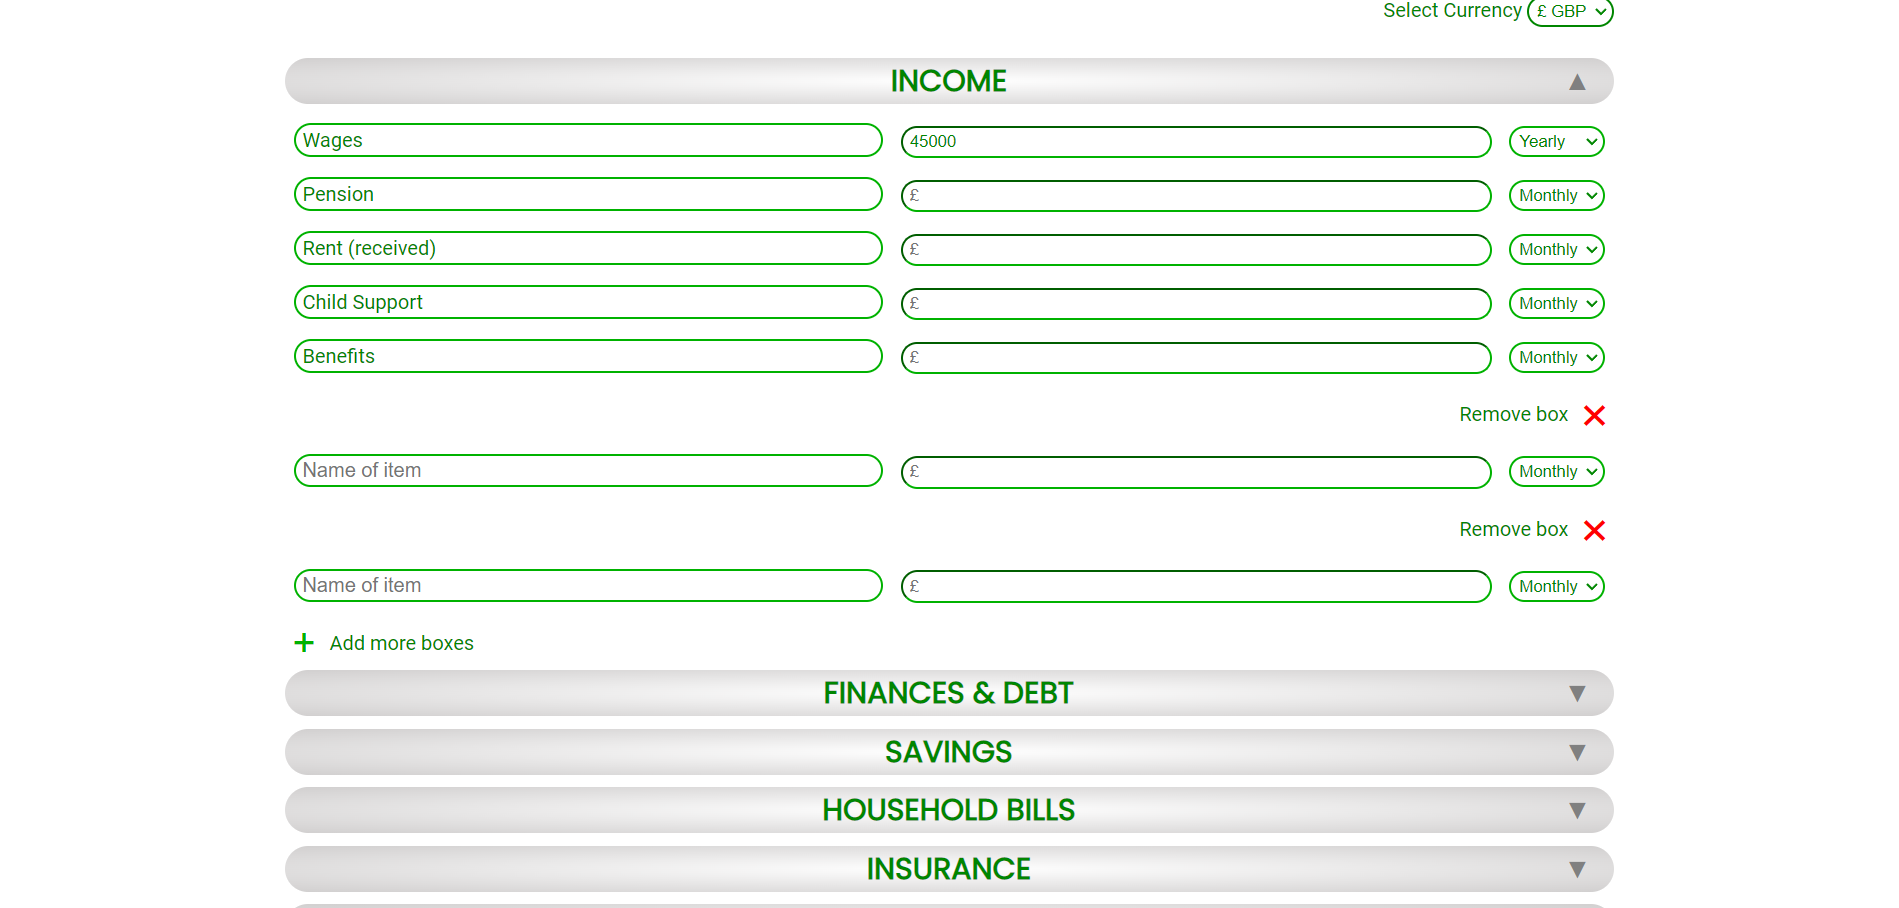 Select Currency £ GBP
INCOME ▲
Wages 45000 Yearly
Pension £ Monthly
Rent (received) £ Monthly
Child Support £ Monthly
Benefits £ Monthly
Remove box
Name of item £ Monthly
Remove box
Name of item £ Monthly
+ Add more boxes
FINANCES & DEBT ▼
SAVINGS ▼
HOUSEHOLD BILLS ▼
INSURANCE ▼